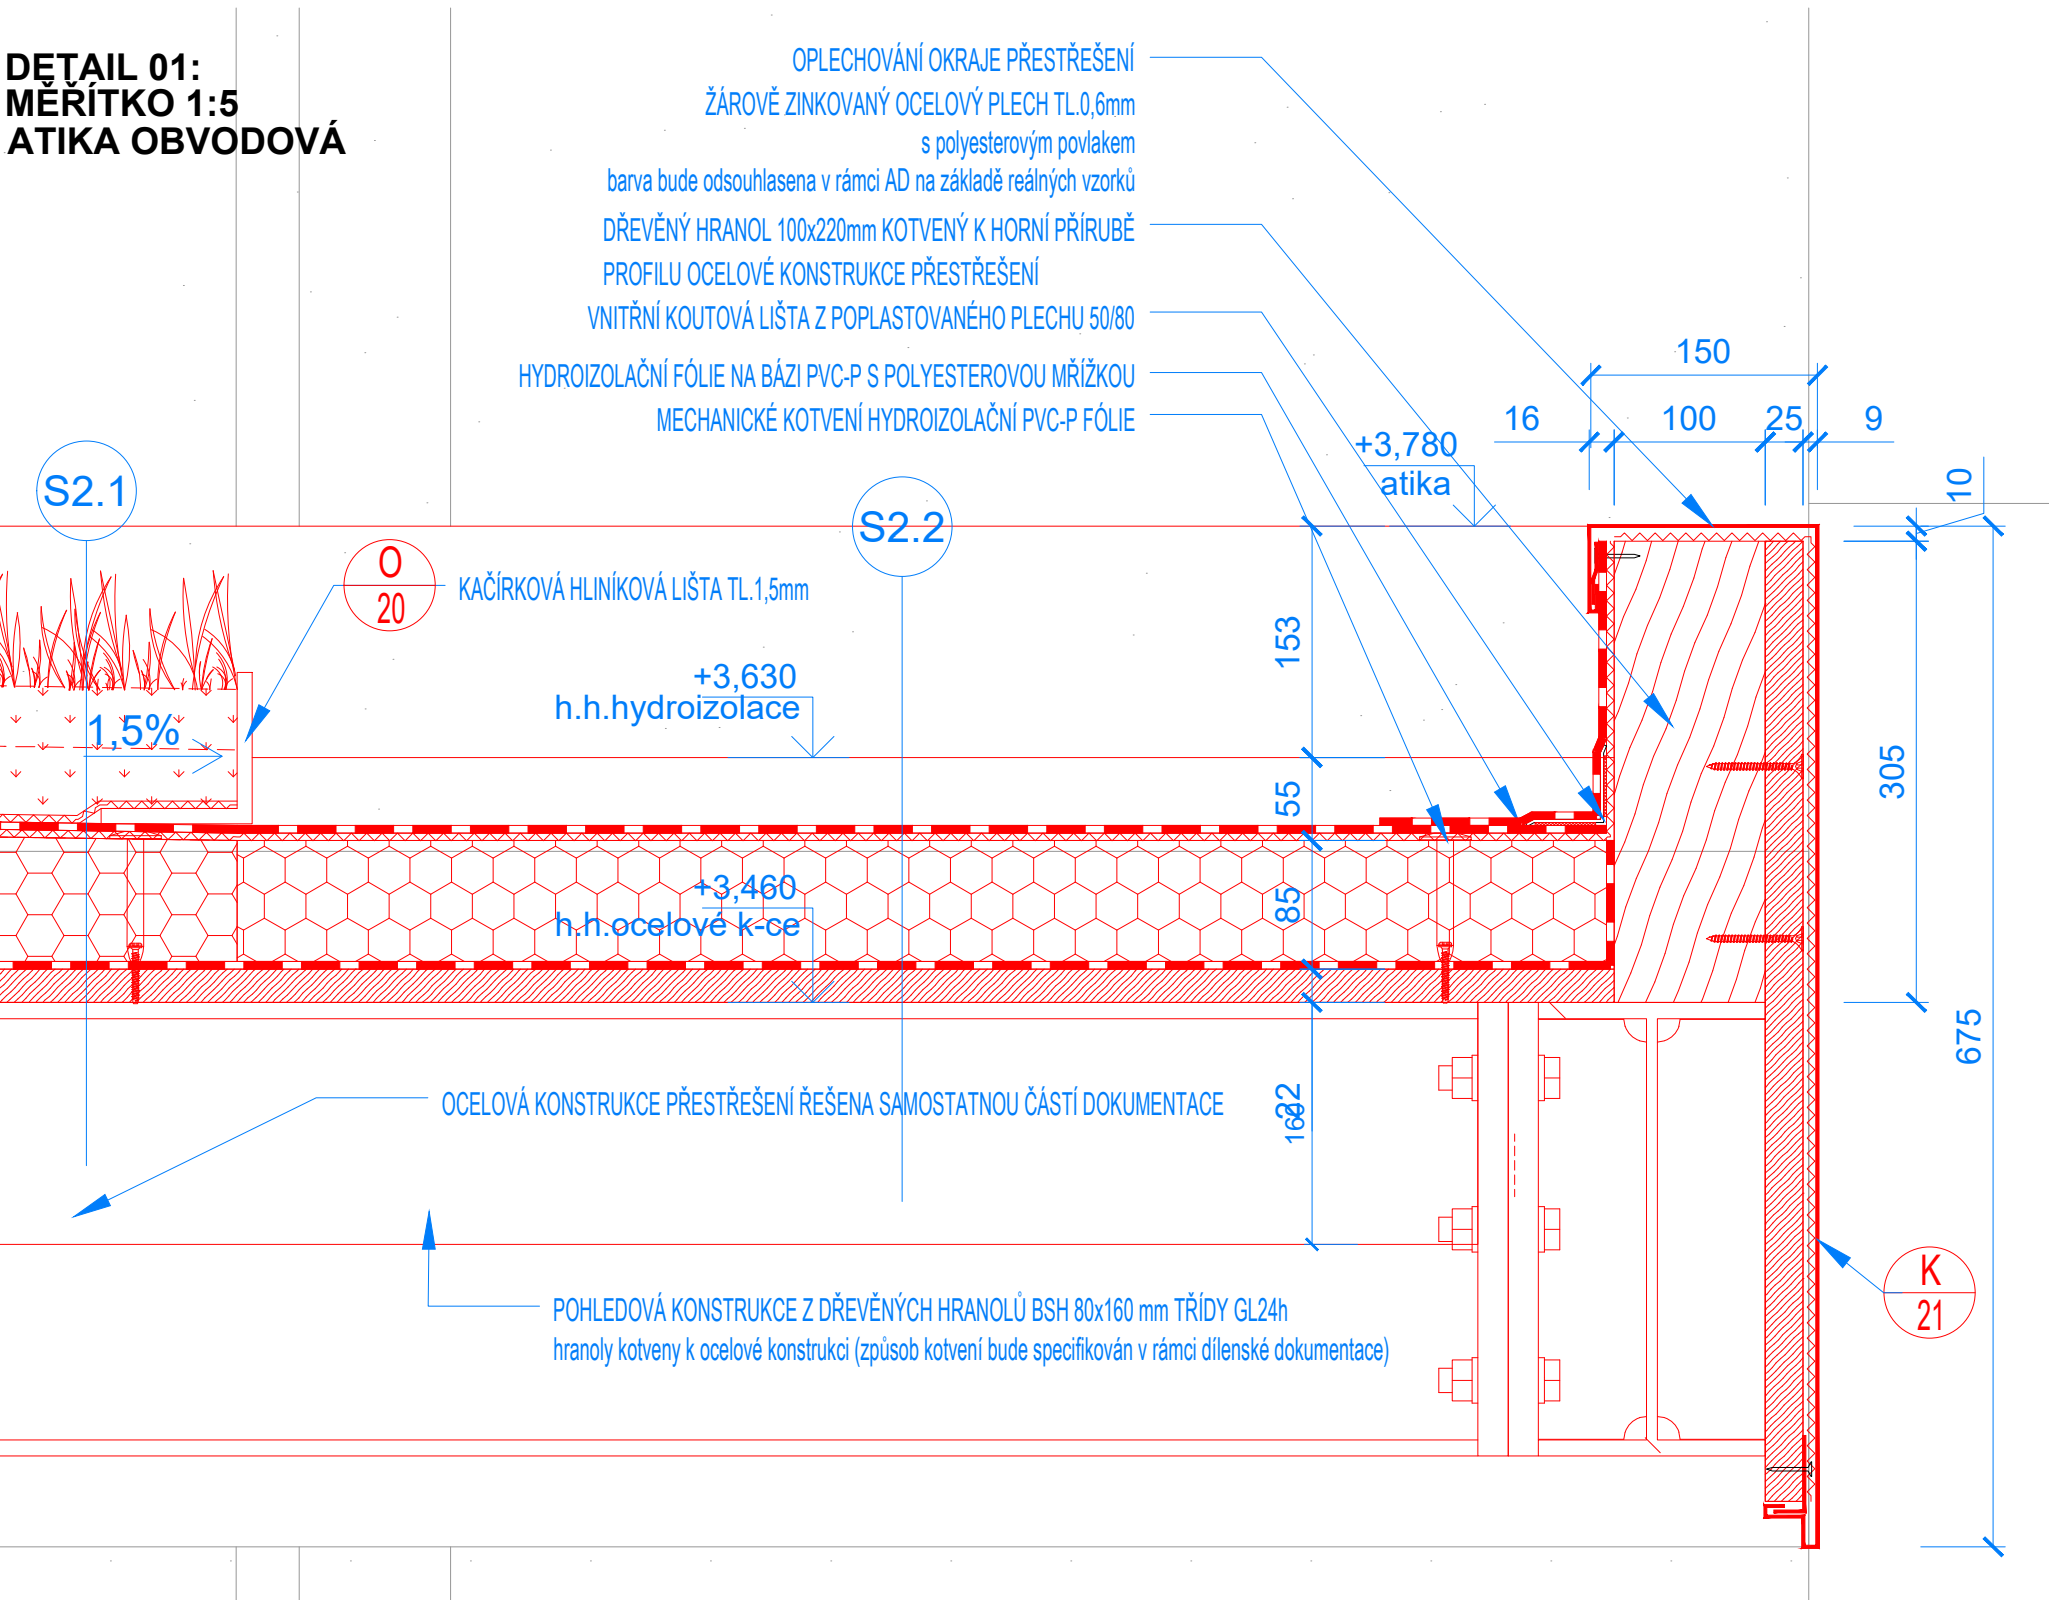 DETAIL 01:
MĚŘÍTKO 1:5
ATIKA OBVODOVÁ
OPLECHOVÁNÍ OKRAJE PŘESTŘEŠENÍ
ŽÁROVĚ ZINKOVANÝ OCELOVÝ PLECH TL.0,6mm
s polyesterovým povlakem
barva bude odsouhlasena v rámci AD na základě reálných vzorků
DŘEVĚNÝ HRANOL 100x220mm KOTVENÝ K HORNÍ PŘÍRUBĚ
PROFILU OCELOVÉ KONSTRUKCE PŘESTŘEŠENÍ
VNITŘNÍ KOUTOVÁ LIŠTA Z POPLASTOVANÉHO PLECHU 50/80
HYDROIZOLAČNÍ FÓLIE NA BÁZI PVC-P S POLYESTEROVOU MŘÍŽKOU
MECHANICKÉ KOTVENÍ HYDROIZOLAČNÍ PVC-P FÓLIE
150
16
100
25
9
+3,780
atika
10
S2.1
S2.2
O
20
KAČÍRKOVÁ HLINÍKOVÁ LIŠTA TL.1,5mm
153
+3,630
h.h.hydroizolace
1,5%
55
305
+3,460
h.h.ocelové k-ce
85
675
22
160
OCELOVÁ KONSTRUKCE PŘESTŘEŠENÍ ŘEŠENA SAMOSTATNOU ČÁSTÍ DOKUMENTACE
K
21
POHLEDOVÁ KONSTRUKCE Z DŘEVĚNÝCH HRANOLŮ BSH 80x160 mm TŘÍDY GL24h
hranoly kotveny k ocelové konstrukci (způsob kotvení bude specifikován v rámci dílenské dokumentace)